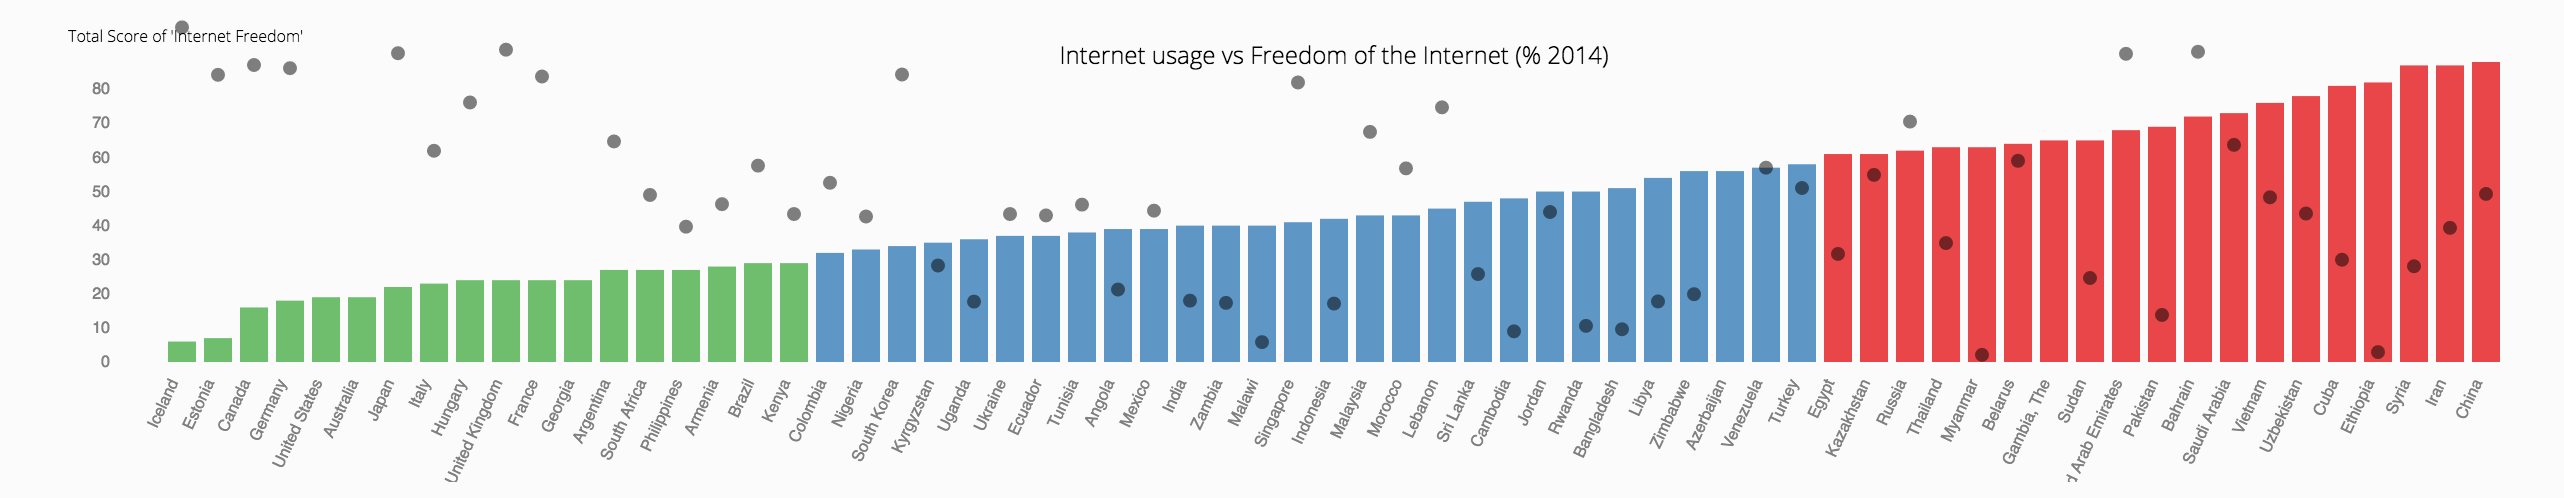 Total Score of 'Internet Freedom'
Internet usage vs Freedom of the Internet (% 2014)
80
70
60
50
40
30
20
10
0
Iceland
Estonia
Canada
Germany
United States
Australia
Japan
Italy
Hungary
United Kingdom
France
Georgia
Argentina
South Africa
Philippines
Armenia
Brazil
Kenya
Colombia
Nigeria
South Korea
Kyrgyzstan
Uganda
Ukraine
Ecuador
Tunisia
Angola
Mexico
India
Zambia
Malawi
Singapore
Indonesia
Malaysia
Morocco
Lebanon
Sri Lanka
Cambodia
Jordan
Rwanda
Bangladesh
Libya
Zimbabwe
Azerbaijan
Venezuela
Turkey
Egypt
Kazakhstan
Russia
Thailand
Myanmar
Belarus
Gambia, The
Sudan
d Arab Emirates
Pakistan
Bahrain
Saudi Arabia
Vietnam
Uzbekistan
Cuba
Ethiopia
Syria
Iran
China